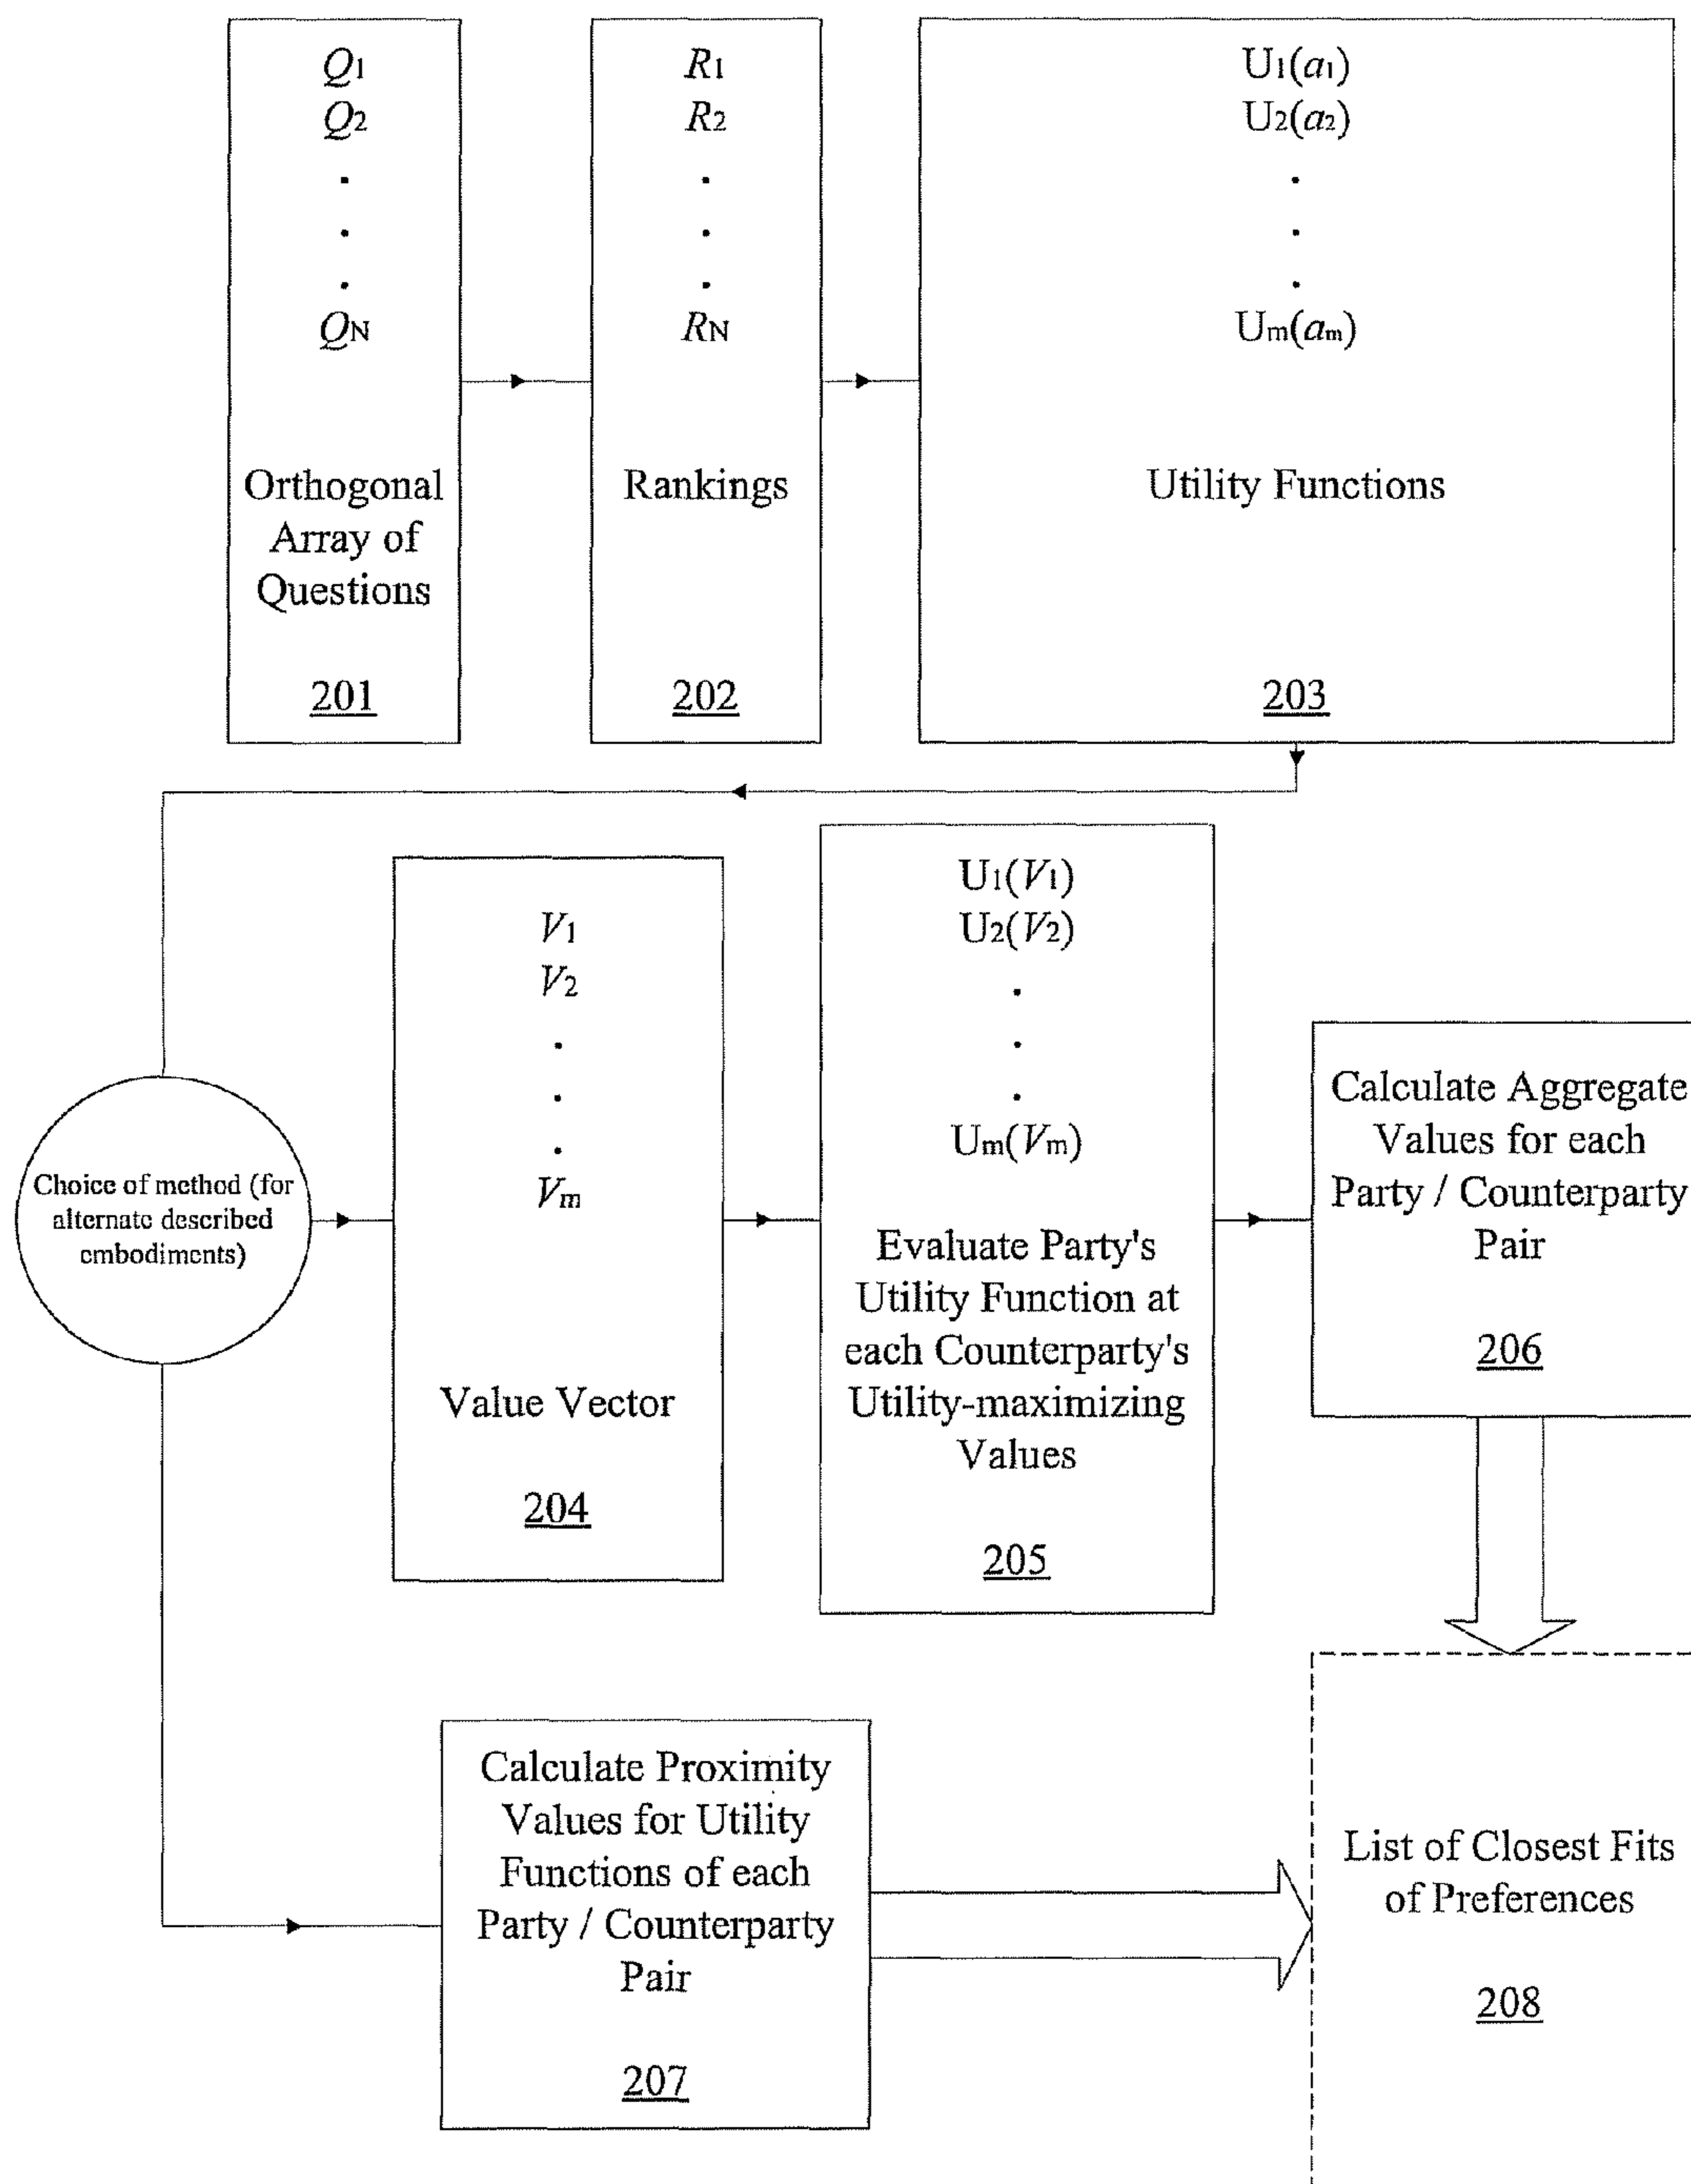 Q1
Q2
.
.
.
QN
Orthogonal
Array of
Questions
201
R1
R2
.
.
.
RN
Rankings
202
U1(a1)
U2(a2)
.
.
.
Um(am)
Utility Functions
203
Choice of method (for
alternate described
embodiments)
V1
V2
.
.
.
Vm
Value Vector
204
U1(V1)
U2(V2)
.
.
.
Um(Vm)
Evaluate Party's
Utility Function at
each Counterparty's
Utility-maximizing
Values
205
Calculate Aggregate
Values for each
Party / Counterparty
Pair
206
Calculate Proximity
Values for Utility
Functions of each
Party / Counterparty
Pair
207
List of Closest Fits
of Preferences
208